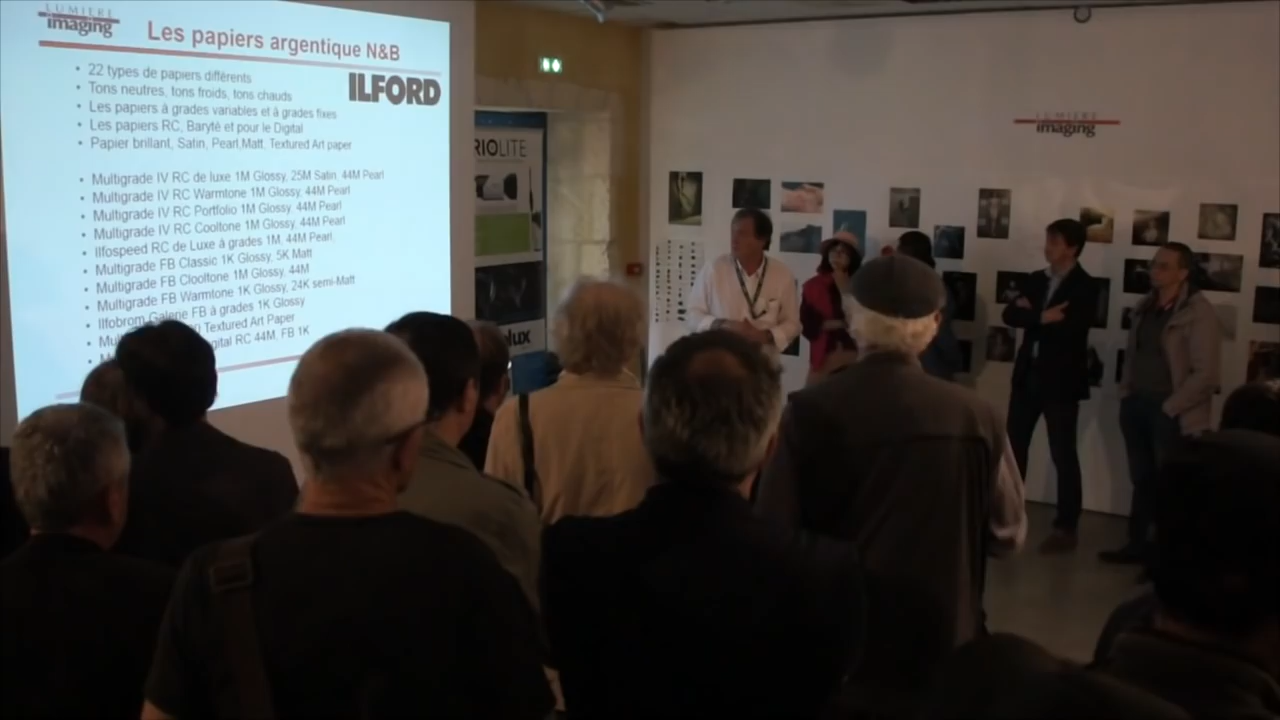 LUMIERE
imaging
Les papiers argentique N&B
ILFORD
• 22 types de papiers différents
• Tons neutres, tons froids, tons chauds
• Les papiers à grades variables et à grades fixes
• Les papiers RC, Baryté et pour le Digital
• Papier brillant, Satin, Pearl,Matt, Textured Art paper
• Multigrade IV RC de luxe 1M Glossy, 25M Satin, 44M Pearl
• Multigrade IV RC Warmtone 1M Glossy, 44M Pearl
• Multigrade IV RC Portfolio 1M Glossy, 44M Pearl
• Multigrade IV RC Cooltone 1M Glossy, 44M Pearl
• Ilfospeed RC de Luxe à grades 1M, 44M Pearl
• Multigrade FB Classic 1K Glossy, 5K Matt
• Multigrade FB Clooltone 1M Glossy, 44M
• Multigrade FB Warmtone 1K Glossy, 24K semi-Matt
• Ilfobrom Galerie FB à grades 1K Glossy
Textured Art Paper
RC 44M, FB 1K
RIOLITE
lux
LUMIERE
imaging